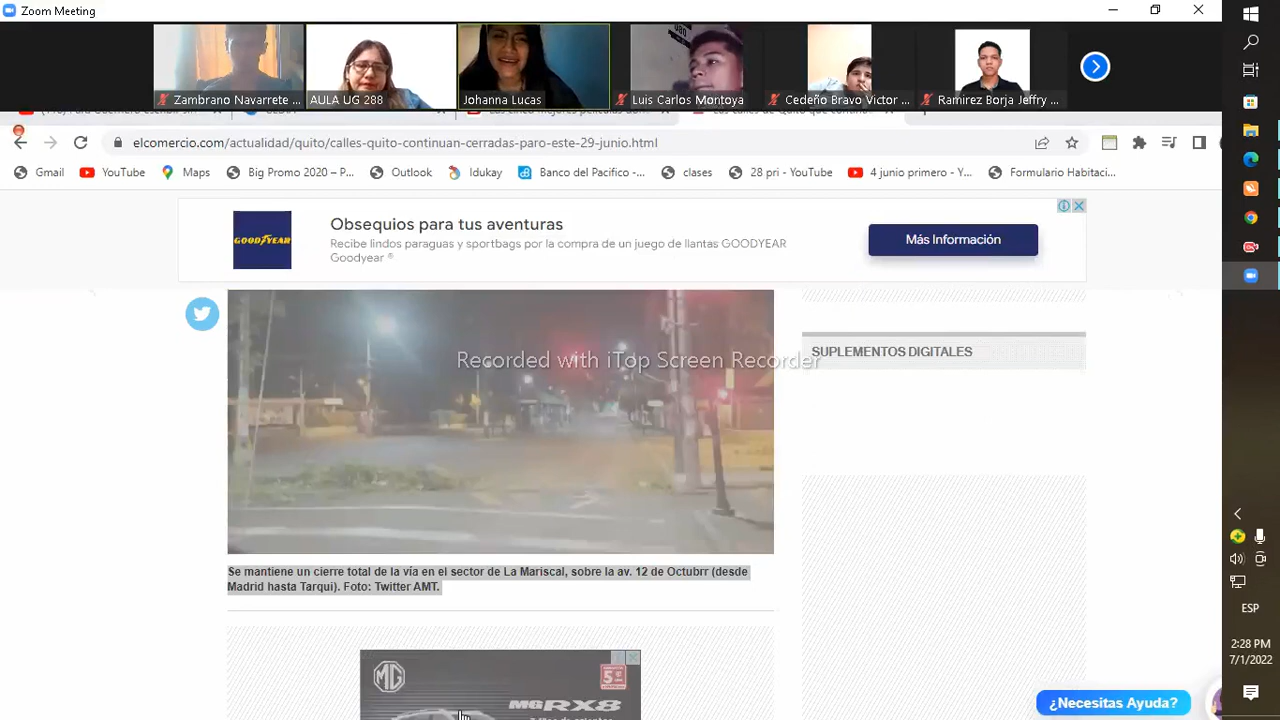 Zoom Meeting
Zambrano Navarrete ...
AULA UG 288
Johanna Lucas
Luis Carlos Montoya
Cedeño Bravo Victor ...
Ramirez Borja Jeffry ...
elcomercio.com/actualidad/quito/calles-quito-continuan-cerradas-paro-este-29-junio.html
Gmail
YouTube
Maps
Big Promo 2020 – P...
Outlook
Idukay
Banco del Pacifico -...
clases
28 pri - YouTube
4 junio primero - Y...
Formulario Habitaci...
GOODYEAR
Obsequios para tus aventuras
Recibe lindos paraguas y sportbags por la compra de un juego de llantas GOODYEAR
Goodyear ®
Más Información
Recorded with iTop Screen Recorder
SUPLEMENTOS DIGITALES
Se mantiene un cierre total de la vía en el sector de La Mariscal, sobre la av. 12 de Octubrr (desde
Madrid hasta Tarqui). Foto: Twitter AMT.
MG
5
MGRX8
¿Necesitas Ayuda?
ESP
2:28 PM
7/1/2022